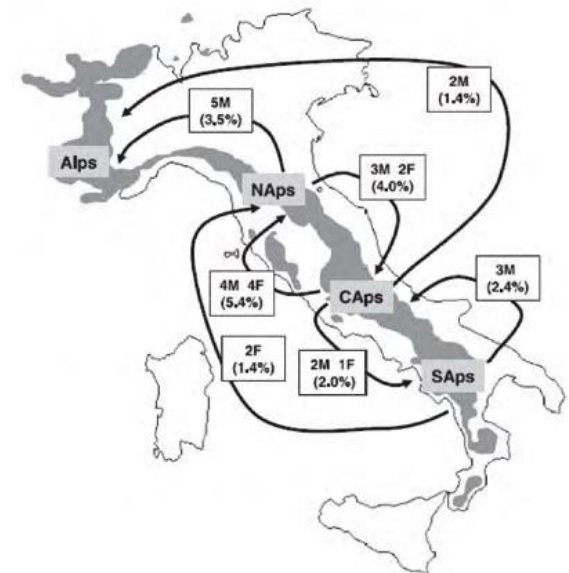 2M
(1.4%)
5M
(3.5%)
Alps
NAps
3M 2F
(4.0%)
4M 4F
(5.4%)
CAps
3M
(2.4%)
2F
(1.4%)
2M 1F
(2.0%)
SAps